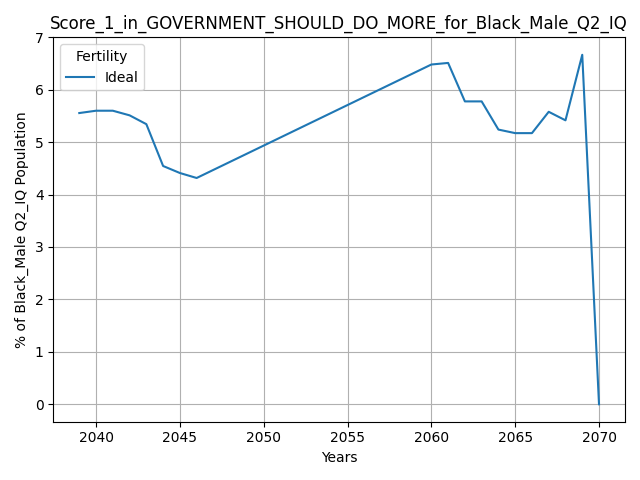 Score_1_in_GOVERNMENT_SHOULD_DO_MORE_for_Black_Male_Q2_IQ
Fertility
Ideal
% of Black_Male Q2_IQ Population
7
6
5
4
3
2
1
0
2040 2045 2050 2055 2060 2065 2070
Years